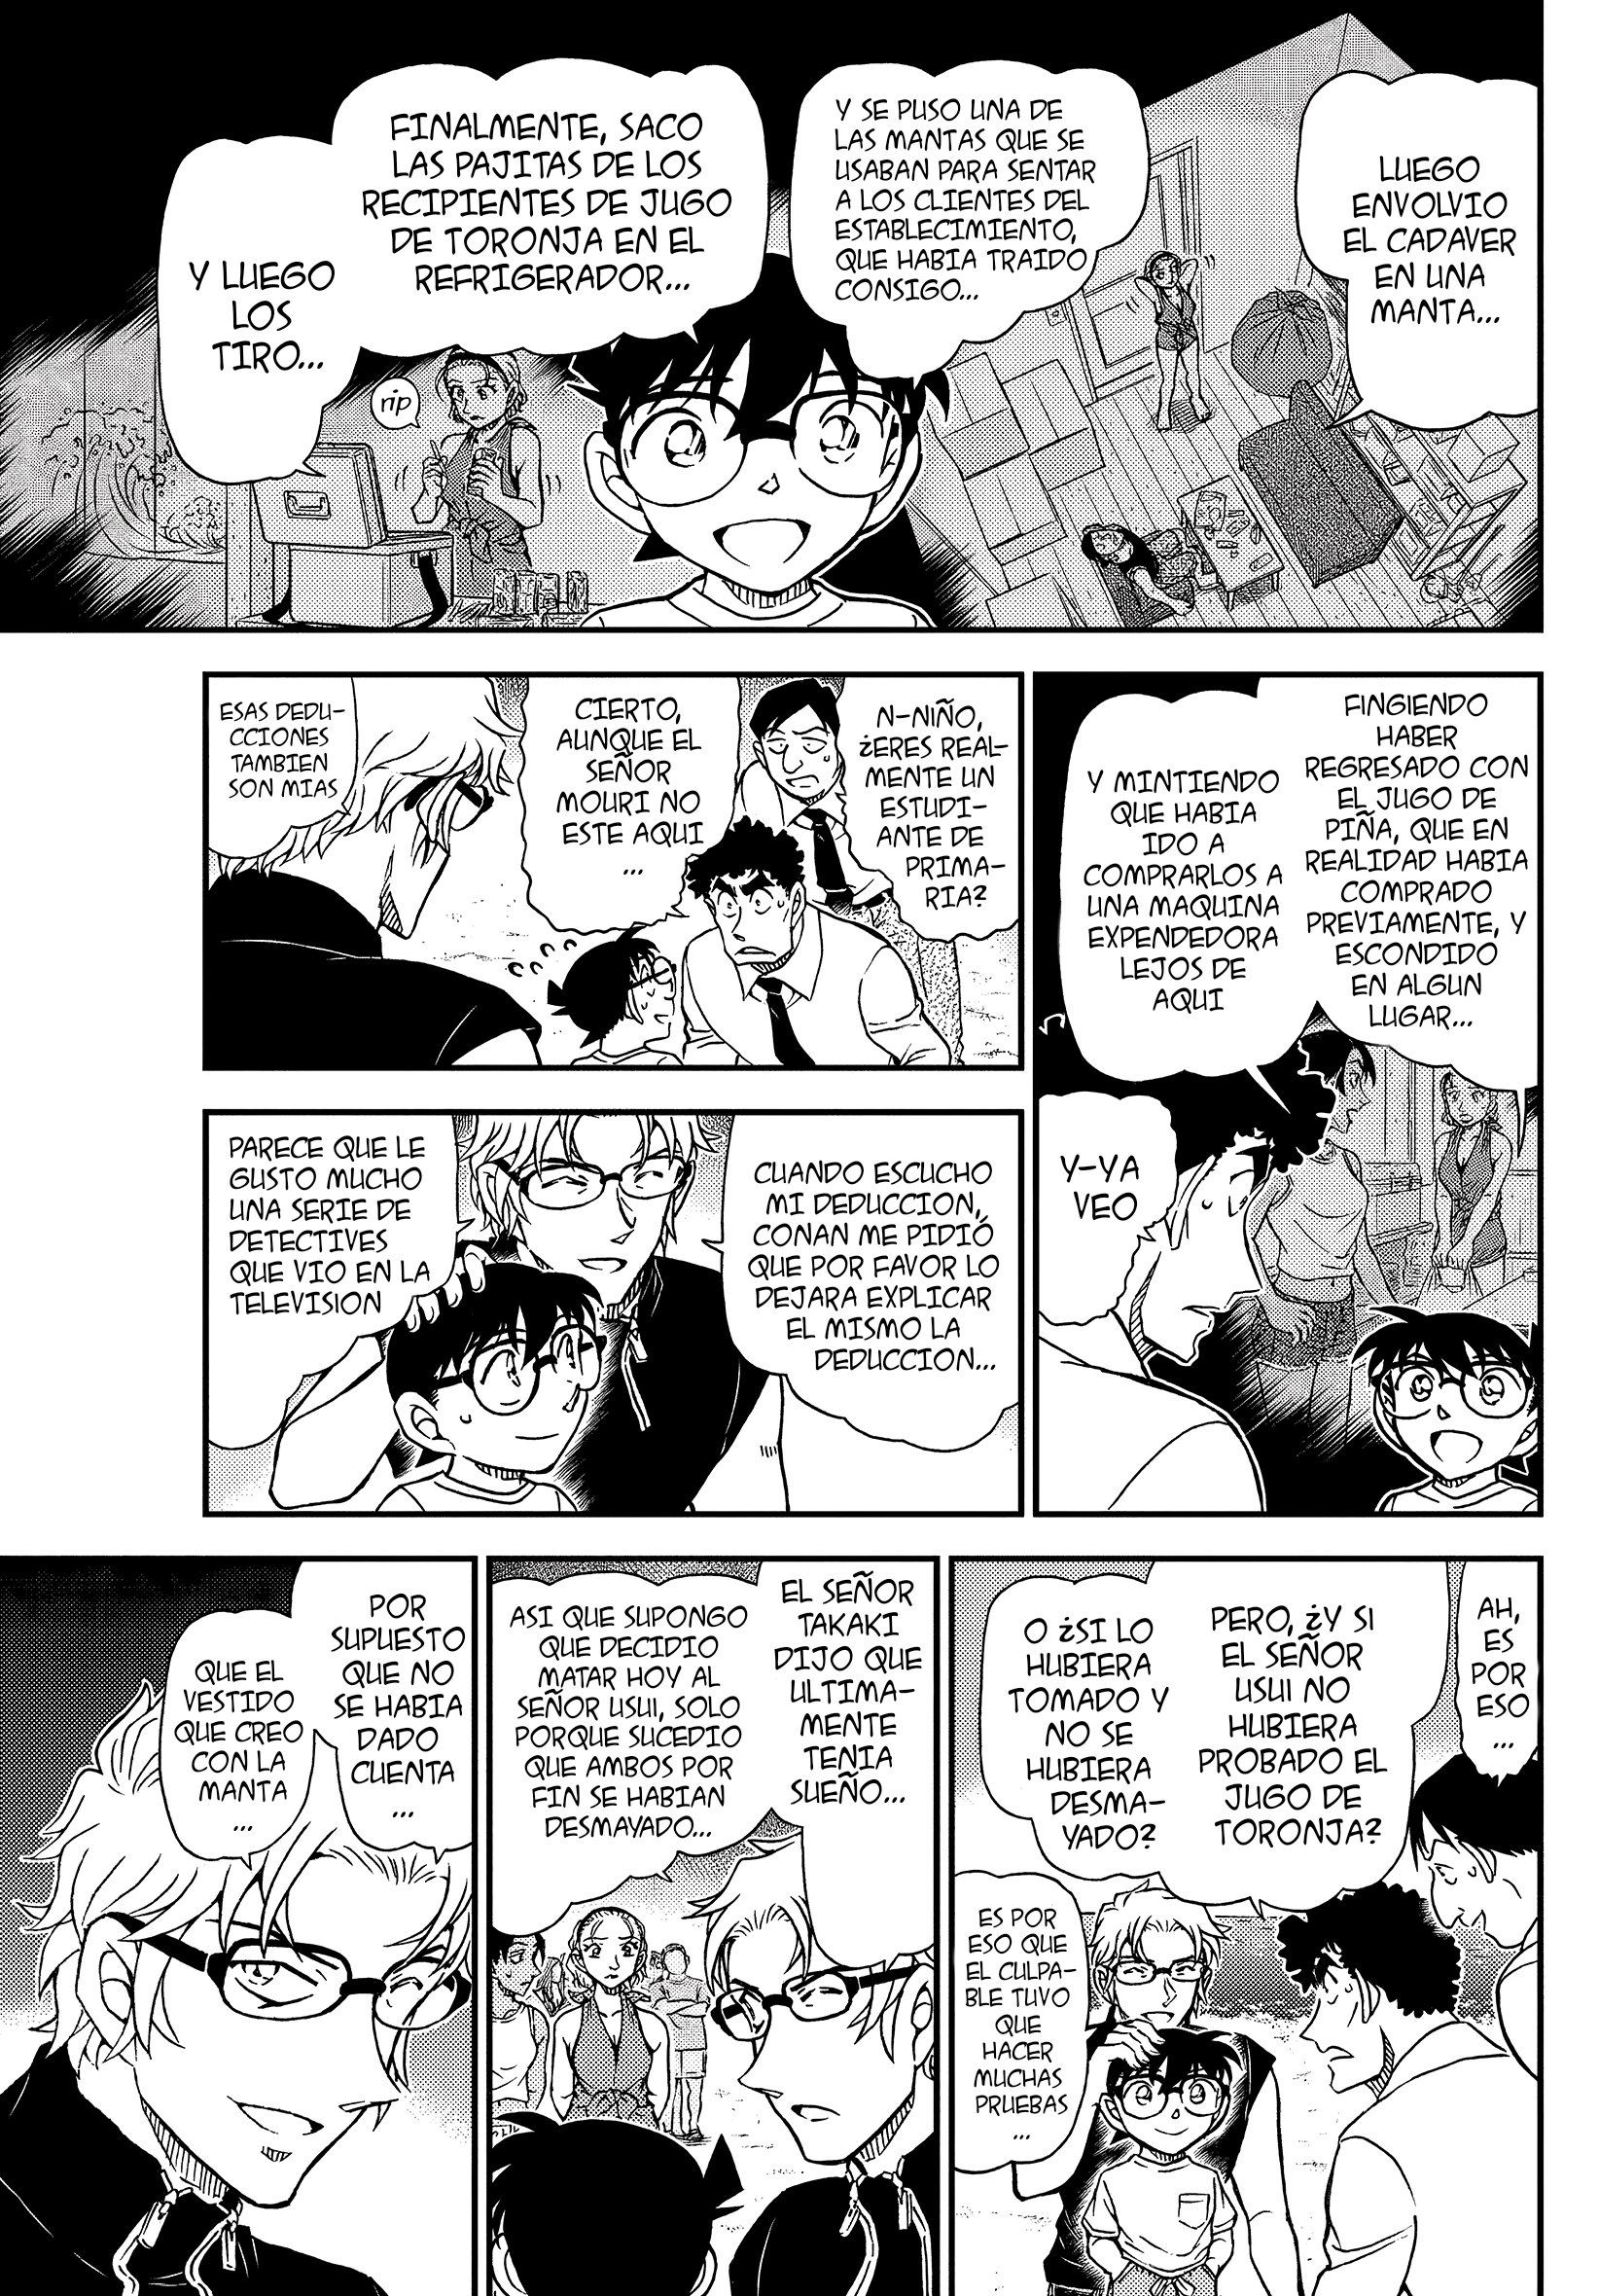 LUEGO
ENVOLVIO
EL CADAVER
EN UNA
MANTA...
Y SE PUSO UNA DE
LAS MANTAS QUE SE
USABAN PARA SENTAR
A LOS CLIENTES DEL
ESTABLECIMIENTO,
QUE HABIA TRAIDO
CONSIGO...
FINALMENTE, SACO
LAS PAJITAS DE LOS
RECIPIENTES DE JUGO
DE TORONJA EN EL
REFRIGERADOR...
rip
Y LUEGO
LOS
TIRO...
FINGIENDO
HABER
REGRESADO CON
EL JUGO DE
PIÑA, QUE EN
REALIDAD HABIA
COMPRADO
PREVIAMENTE, Y
ESCONDIDO
EN ALGUN
LUGAR...
Y MINTIENDO
QUE HABIA
IDO A
COMPRARLOS A
UNA MAQUINA
EXPENDEDORA
LEJOS DE
AQUI
Y-YA
VEO
N-NIÑO,
¿ERES REAL-
MENTE UN
ESTUDI-
ANTE DE
PRIMA-
RIA?
CIERTO,
AUNQUE EL
SEÑOR
MOURI NO
ESTE AQUI
...
ESAS DEDU-
CCIONES
TAMBIEN
SON MIAS
CUANDO ESCUCHO
MI DEDUCCION,
CONAN ME PIDIÓ
QUE POR FAVOR LO
DEJARA EXPLICAR
EL MISMO LA
DEDUCCION...
PARECE QUE LE
GUSTO MUCHO
UNA SERIE DE
DETECTIVES
QUE VIO EN LA
TELEVISION
AH,
ES
POR
ESO
...
PERO, ¿Y SI
EL SEÑOR
USUI NO
HUBIERA
PROBADO EL
JUGO DE
TORONJA?
O ¿SI LO
HUBIERA
TOMADO Y
NO SE
HUBIERA
DESMA-
YADO?
ES POR
ESO QUE
EL CULPA-
BLE TUVO
QUE
HACER
MUCHAS
PRUEBAS
...
EL SEÑOR
TAKAKI
DIJO QUE
ULTIMA-
MENTE
TENIA
SUEÑO...
ASI QUE SUPONGO
QUE DECIDIO
MATAR HOY AL
SEÑOR USUI, SOLO
PORQUE SUCEDIO
QUE AMBOS POR
FIN SE HABIAN
DESMAYADO...
POR
SUPUESTO
QUE NO
SE HABIA
DADO
CUENTA
...
QUE EL
VESTIDO
QUE CREO
CON LA
MANTA
...